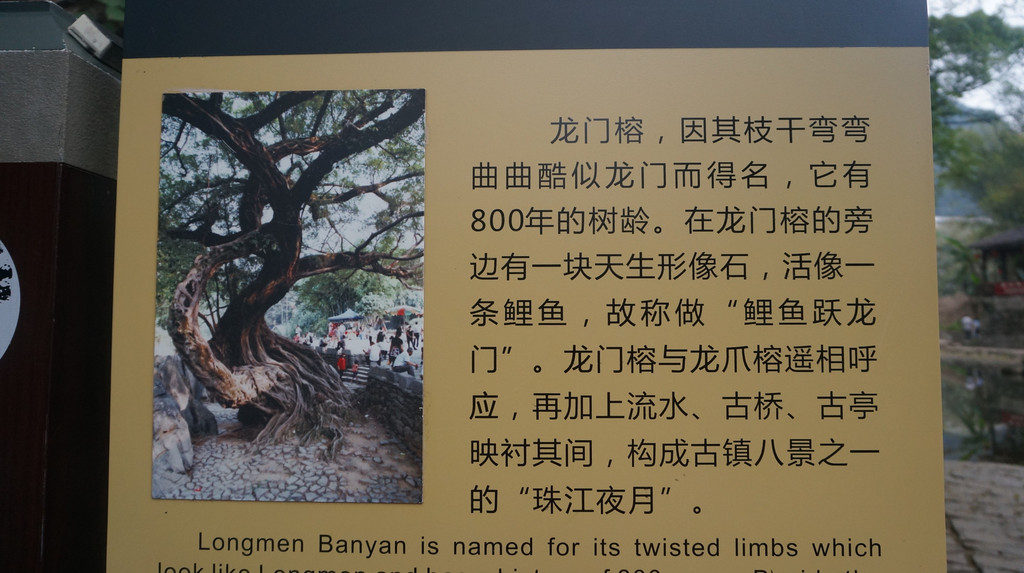 龙门榕，因其枝干弯弯
曲曲酷似龙门而得名，它有
800年的树龄。在龙门榕的旁
边有一块天生形像石，活像一
条鲤鱼，故称做“鲤鱼跃龙
门”。龙门榕与龙爪榕遥相呼
应，再加上流水、古桥、古亭
映衬其间，构成古镇八景之一
的“珠江夜月”。
Longmen Banyan is named for its twisted limbs which
look like Longmen and